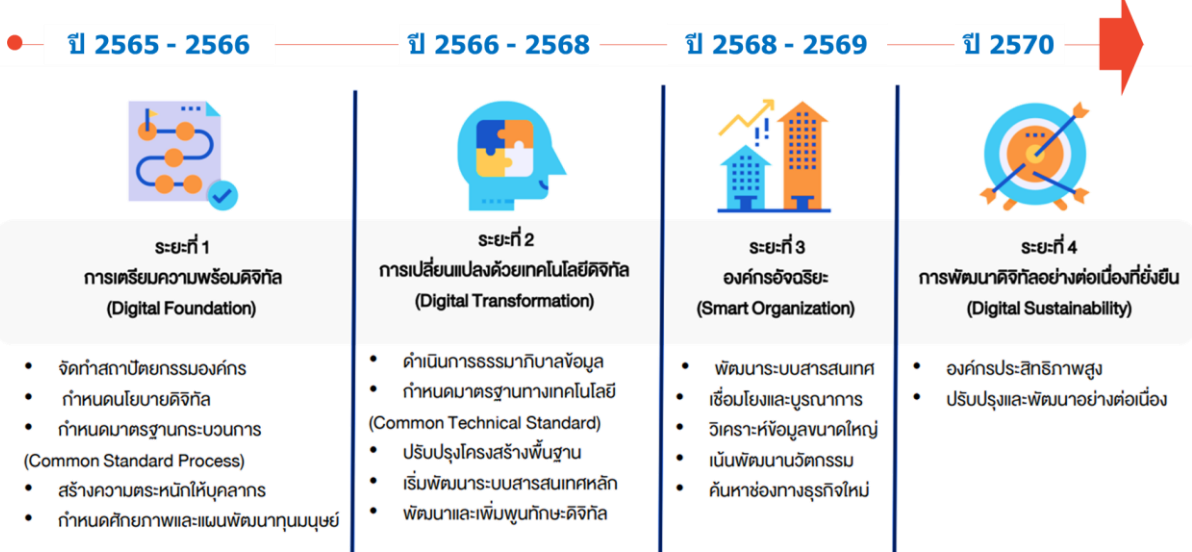 ปี 2565 - 2566
ปี 2566 - 2568
ปี 2568 - 2569
ปี 2570
ระยะที่ 1
การเตรียมความพร้อมดิจิทัล
(Digital Foundation)
• จัดทำสถาปัตยกรรมองค์กร
• กำหนดนโยบายดิจิทัล
• กำหนดมาตรฐานกระบวนการ
(Common Standard Process)
• สร้างความตระหนักให้บุคลากร
• กำหนดศักยภาพและแผนพัฒนาทุนมนุษย์
ระยะที่ 2
การเปลี่ยนแปลงด้วยเทคโนโลยีดิจิทัล
(Digital Transformation)
• ดำเนินการธรรมาภิบาลข้อมูล
• กำหนดมาตรฐานทางเทคโนโลยี
(Common Technical Standard)
• ปรับปรุงโครงสร้างพื้นฐาน
• เริ่มพัฒนาระบบสารสนเทศหลัก
• พัฒนาและเพิ่มพูนทักษะดิจิทัล
ระยะที่ 3
องค์กรอัจฉริยะ
(Smart Organization)
• พัฒนาระบบสารสนเทศ
• เชื่อมโยงและบูรณาการ
• วิเคราะห์ข้อมูลขนาดใหญ่
• เน้นพัฒนานวัตกรรม
• ค้นหาช่องทางธุรกิจใหม่
ระยะที่ 4
การพัฒนาดิจิทัลอย่างต่อเนื่องที่ยั่งยืน
(Digital Sustainability)
• องค์กรประสิทธิภาพสูง
• ปรับปรุงและพัฒนาอย่างต่อเนื่อง